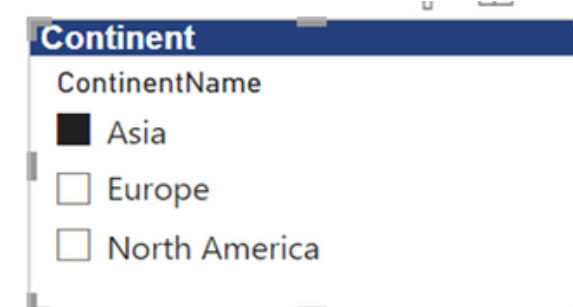 Continent
ContinentName
Asia
Europe
North America